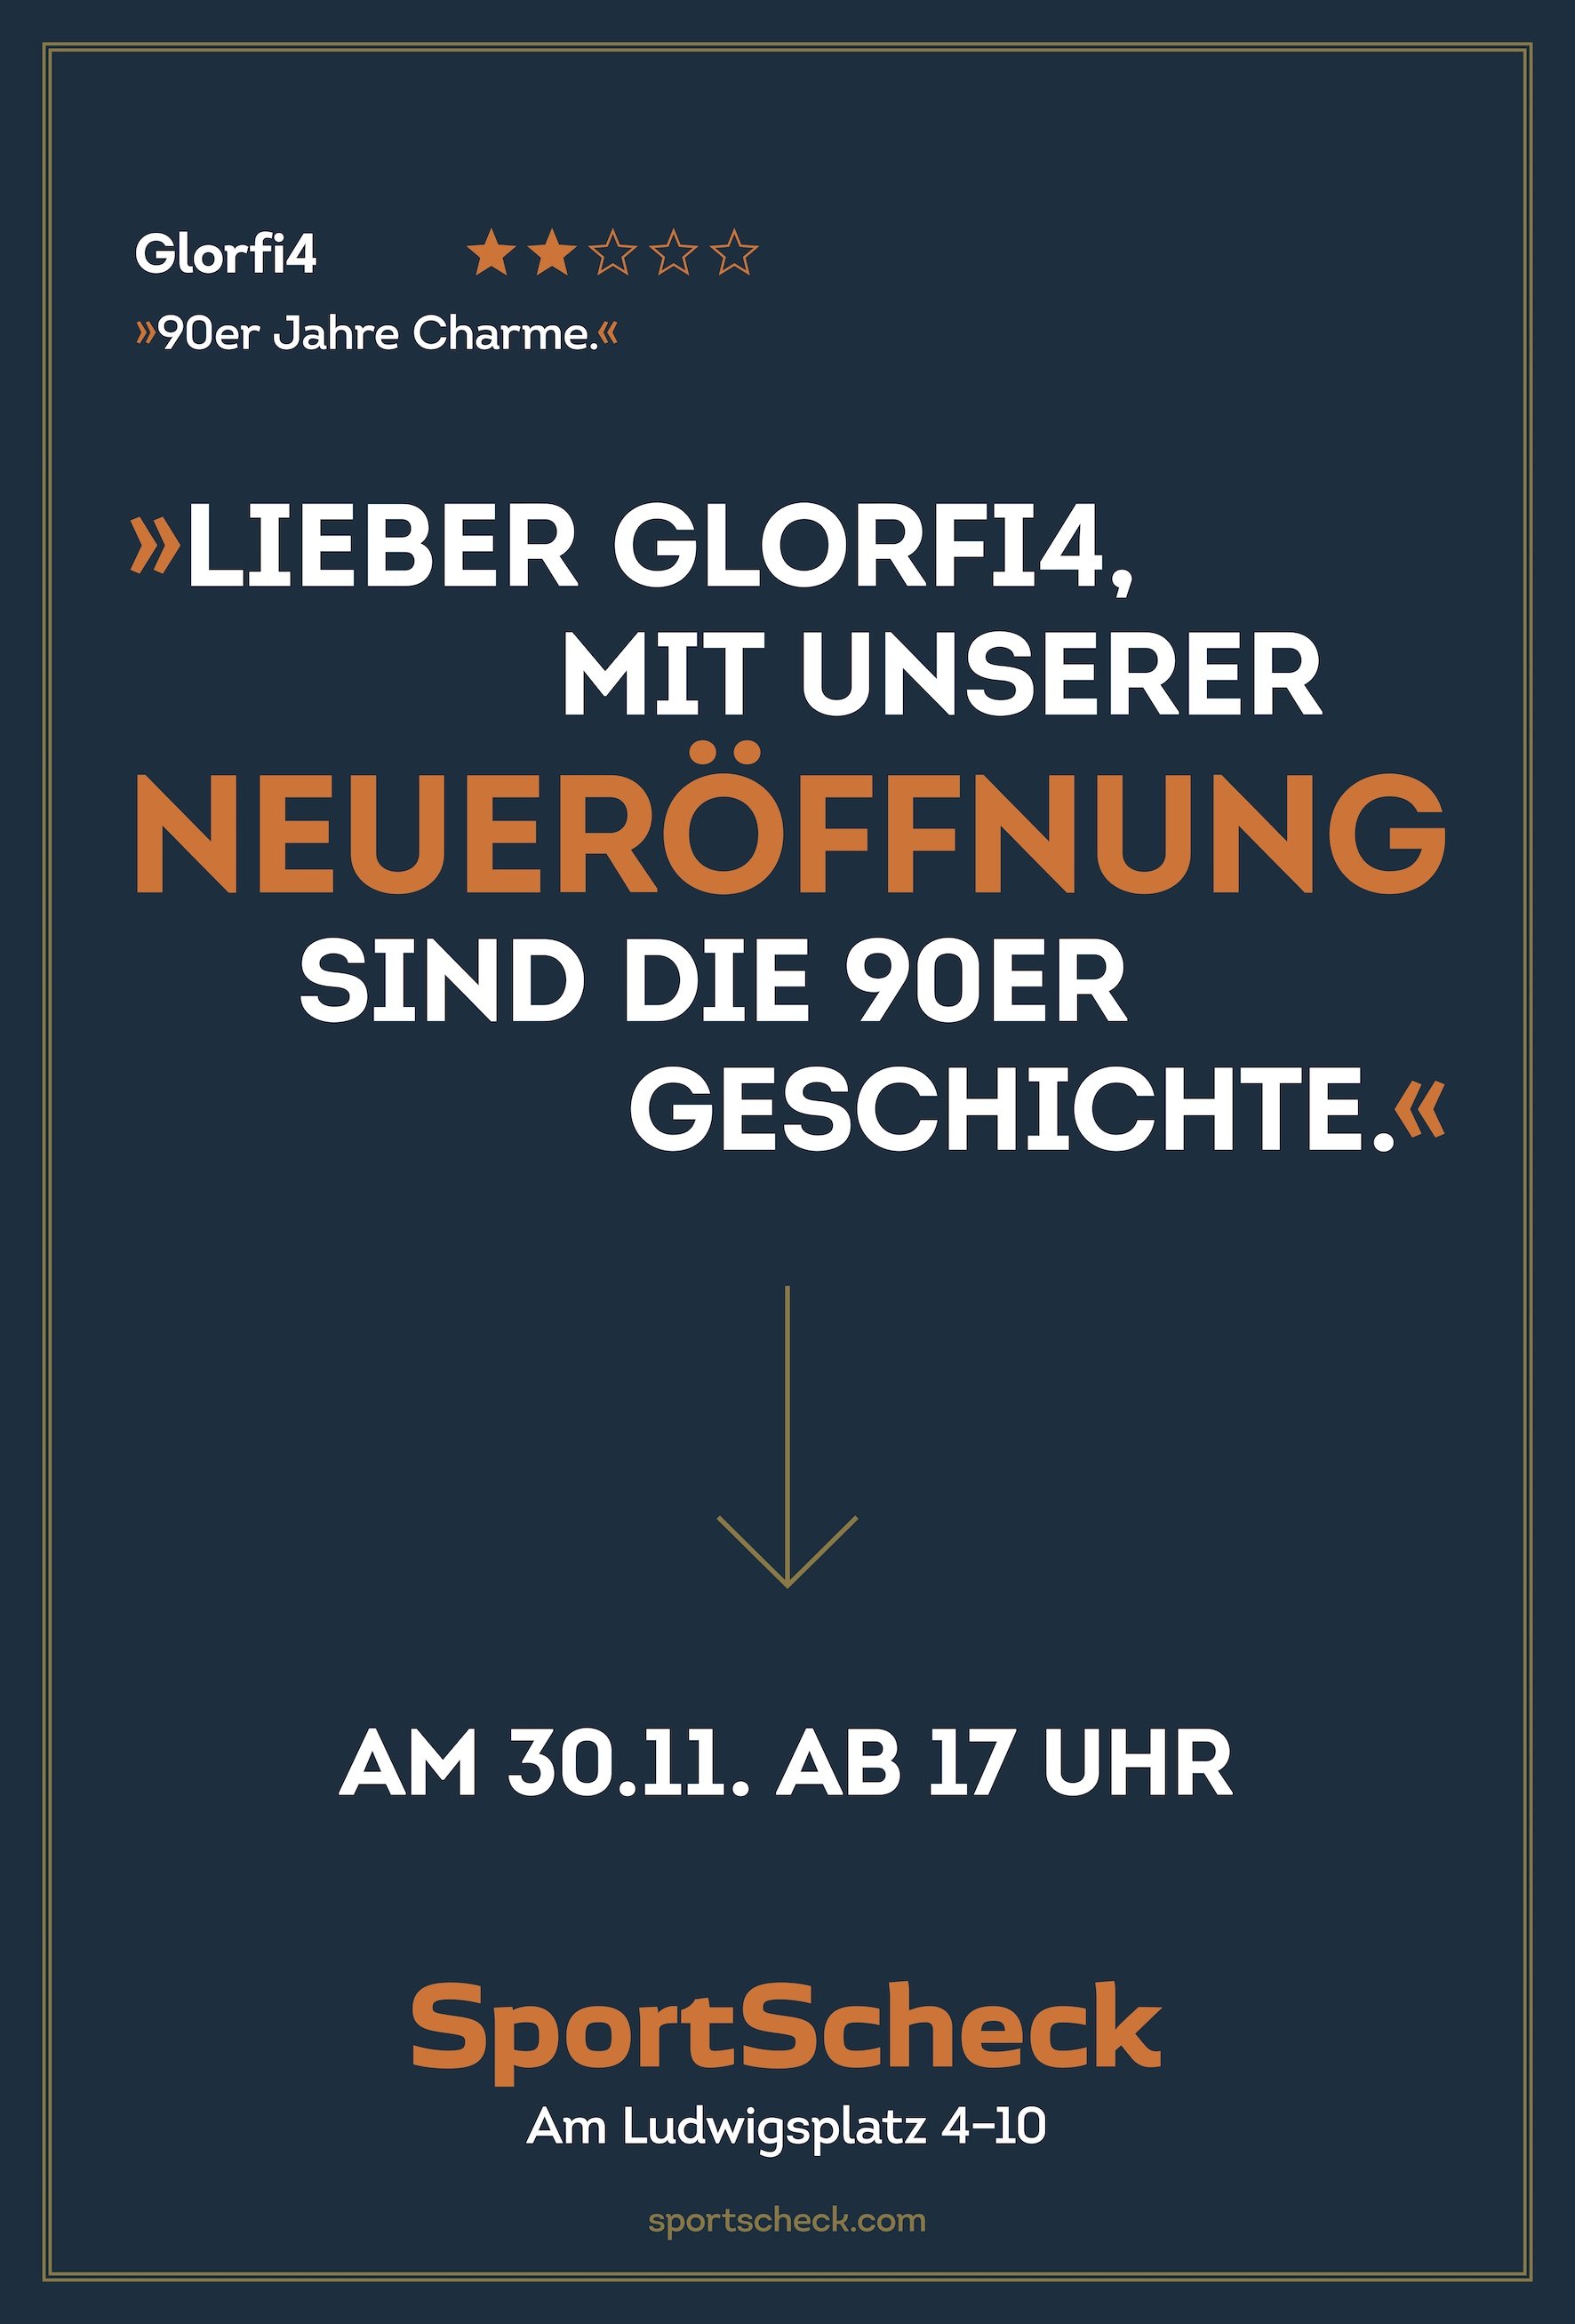 Glorfi4
»90er Jahre Charme.«
»LIEBER GLORFI4,
MIT UNSERER
NEUERÖFFNUNG
SIND DIE 90ER
GESCHICHTE.«
AM 30.11. AB 17 UHR
SportScheck
Am Ludwigsplatz 4–10
sportscheck.com